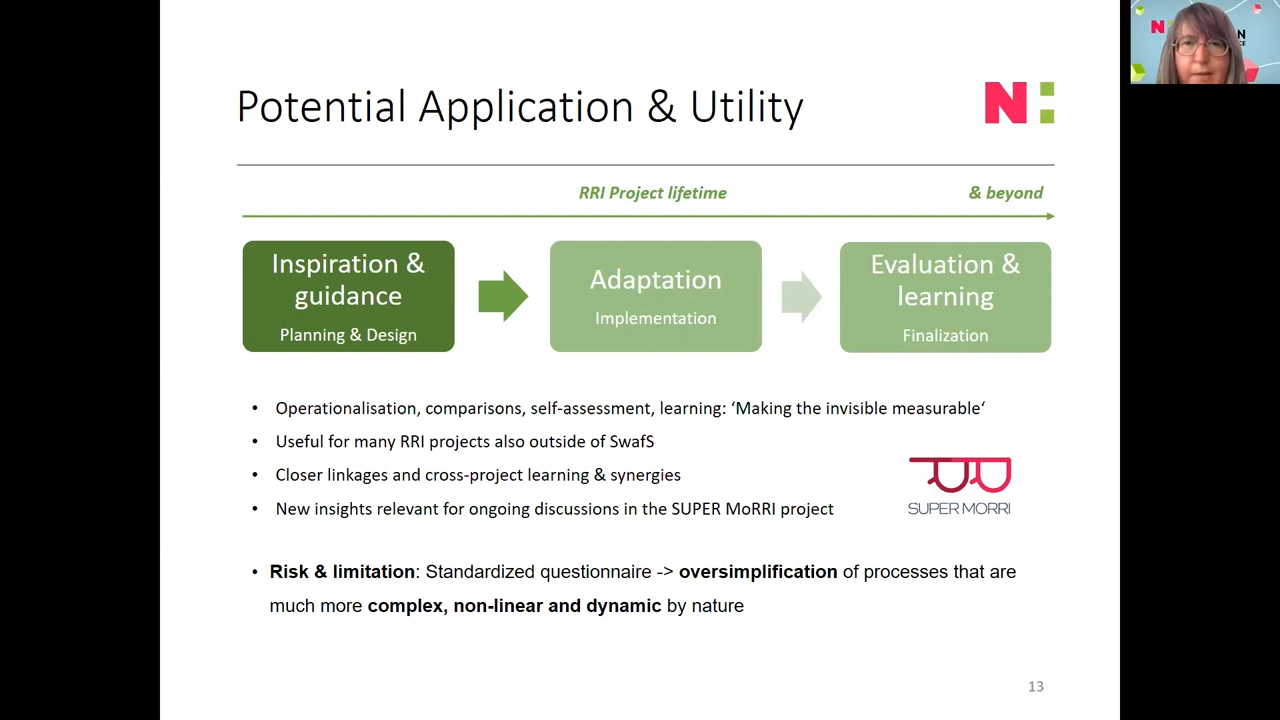 Potential Application & Utility
N:
RRI Project lifetime
& beyond
Inspiration &
guidance
Planning & Design
Adaptation
Implementation
Evaluation &
learning
Finalization
• Operationalisation, comparisons, self-assessment, learning: ‘Making the invisible measurable‘
• Useful for many RRI projects also outside of SwafS
• Closer linkages and cross-project learning & synergies
• New insights relevant for ongoing discussions in the SUPER MoRRI project
SUPER MORRI
• Risk & limitation: Standardized questionnaire -> oversimplification of processes that are
much more complex, non-linear and dynamic by nature
13